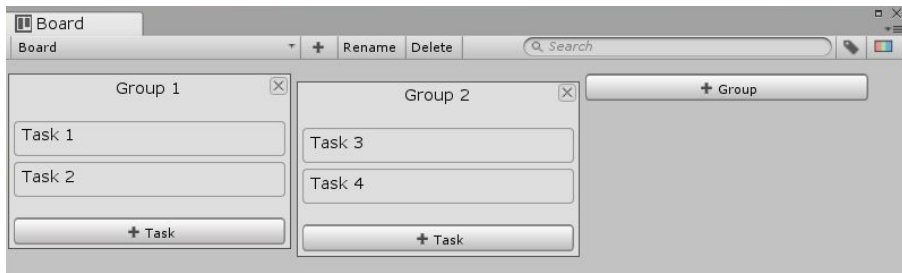 Board
Board + Rename Delete Search
Group 1
Task 1
Task 2
+ Task
Group 2
Task 3
Task 4
+ Task
+ Group